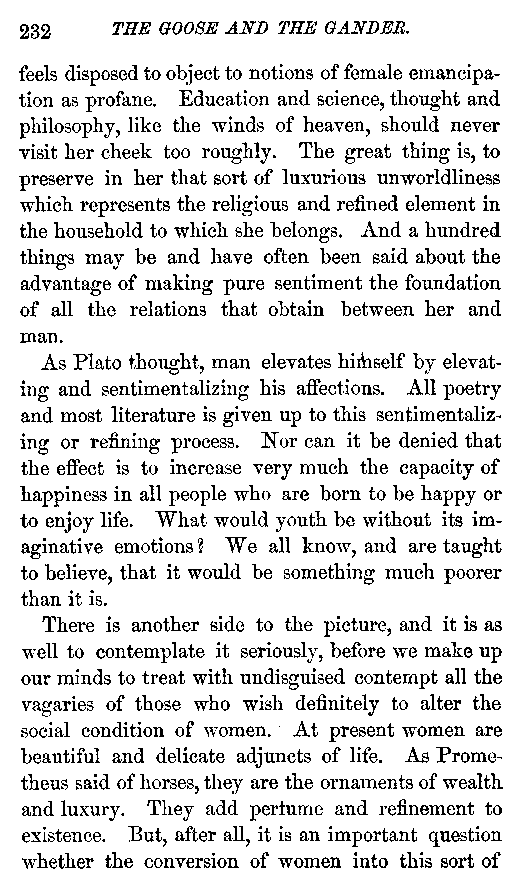 232 THE GOOSE AND THE GANDER.
feels disposed to object to notions of female emancipa-
tion as profane. Education and science, thought and
philosophy, like the winds of heaven, should never
visit her cheek too roughly. The great thing is, to
preserve in her that sort of luxurious unworldliness
which represents the religious and refined element in
the household to which she belongs. And a hundred
things may be and have often been said about the
advantage of making pure sentiment the foundation
of all the relations that obtain between her and
man.
As Plato thought, man elevates himself by elevat-
ing and sentimentalizing his affections. All poetry
and most literature is given up to this sentimentaliz-
ing or refining process. Nor can it be denied that
the effect is to increase very much the capacity of
happiness in all people who are born to be happy or
to enjoy life. What would youth be without its im-
aginative emotions? We all know, and are taught
to believe, that it would be something much poorer
than it is.
There is another side to the picture, and it is as
well to contemplate it seriously, before we make up
our minds to treat with undisguised contempt all the
vagaries of those who wish definitely to alter the
social condition of women. At present women are
beautiful and delicate adjuncts of life. As Prome-
theus said of horses, they are the ornaments of wealth
and luxury. They add perfume and refinement to
existence. But, after all, it is an important question
whether the conversion of women into this sort of